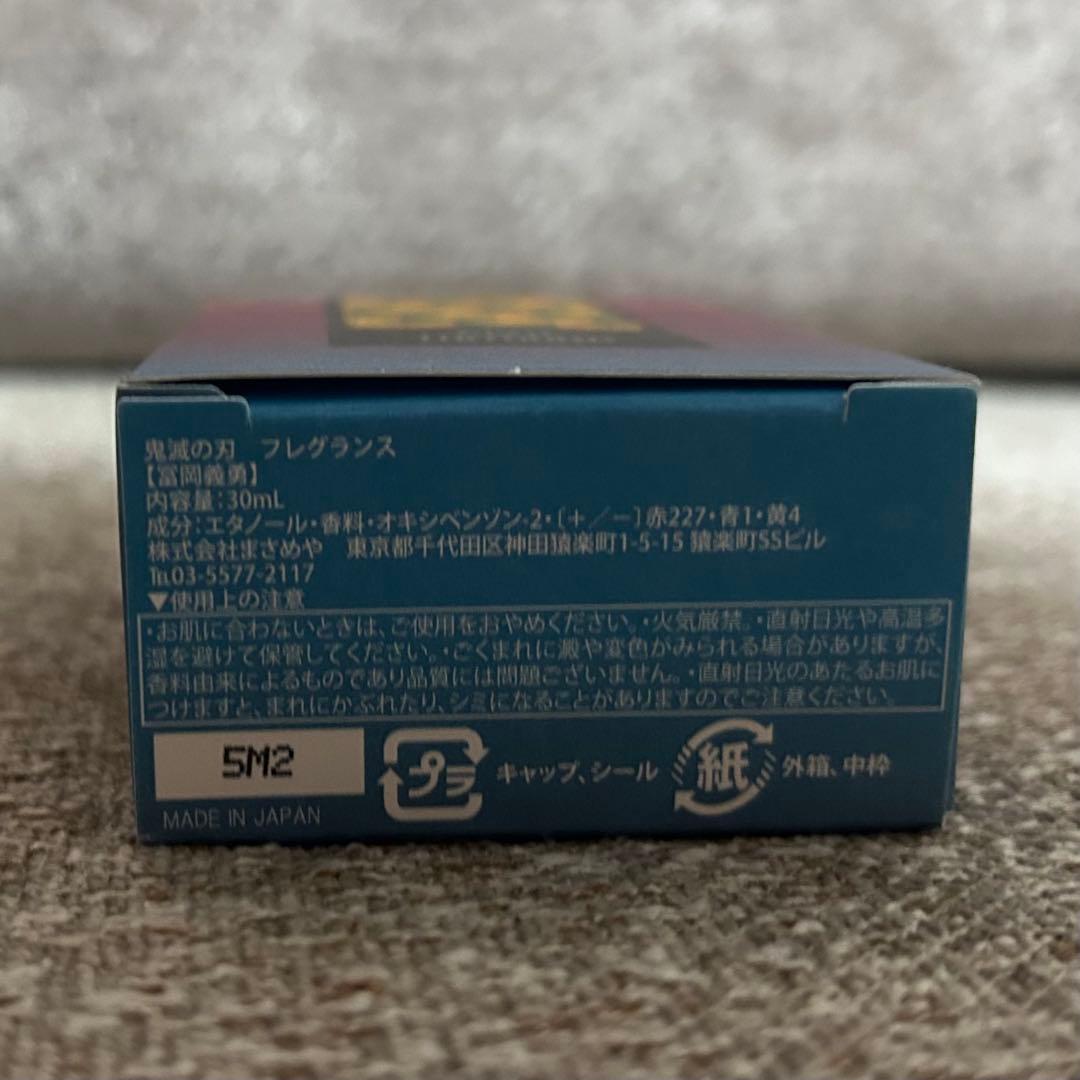 鬼滅の刃 フレグランス
【冨岡義勇】
内容量：30mL
成分：エタノール・香料・オキシベンゾン-2・〔＋／－〕赤227・青1・黄4
株式会社まさめや 東京都千代田区神田猿楽町1-5-15 猿楽町SSビル
℡03-5577-2117
▼使用上の注意
・お肌に合わないときは、ご使用をおやめください。・火気厳禁。・直射日光や高温多
湿を避けて保管してください。・ごくまれに澱や変色がみられる場合がありますが、
香料由来によるものであり品質には問題ございません。・直射日光のあたるお肌に
つけますと、まれにかぶれたり、シミになることがありますのでご注意ください。
5M2
プラ キャップ、シール
紙 外箱、中枠
MADE IN JAPAN